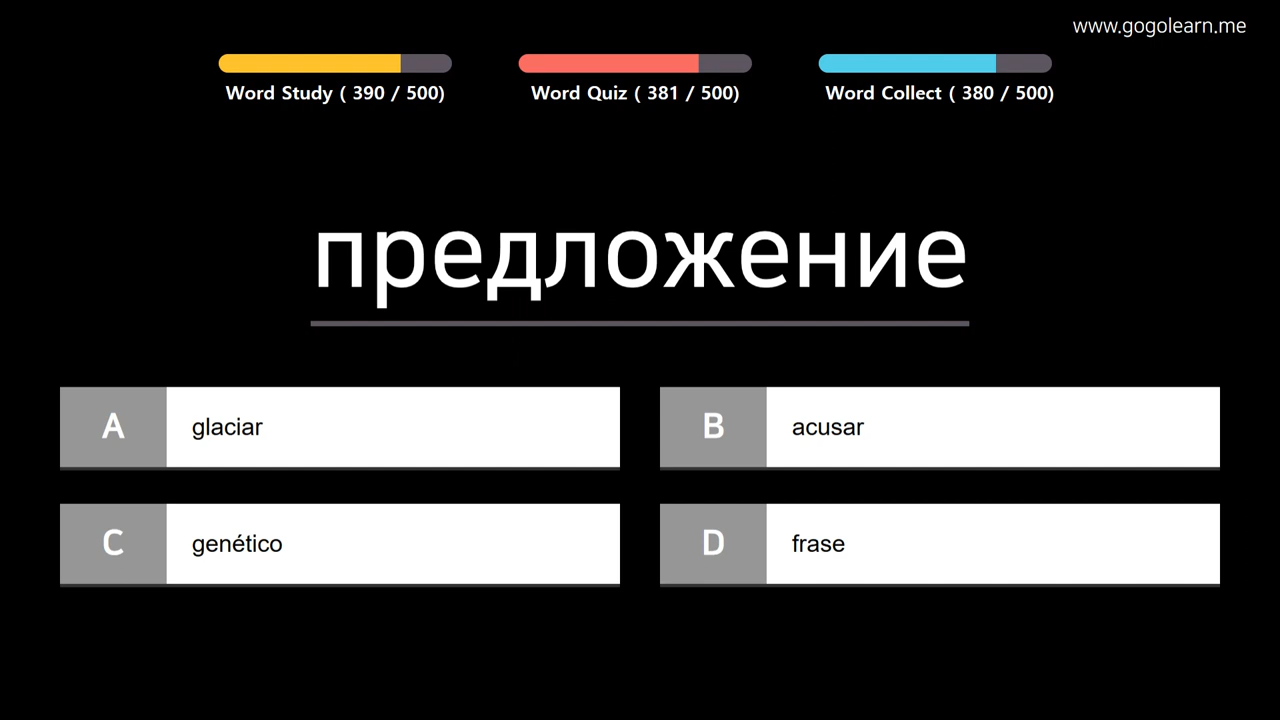 www.gogolearn.me
Word Study ( 390 / 500)
Word Quiz ( 381 / 500)
Word Collect ( 380 / 500)
предложение
A glaciar
B acusar
C genético
D frase